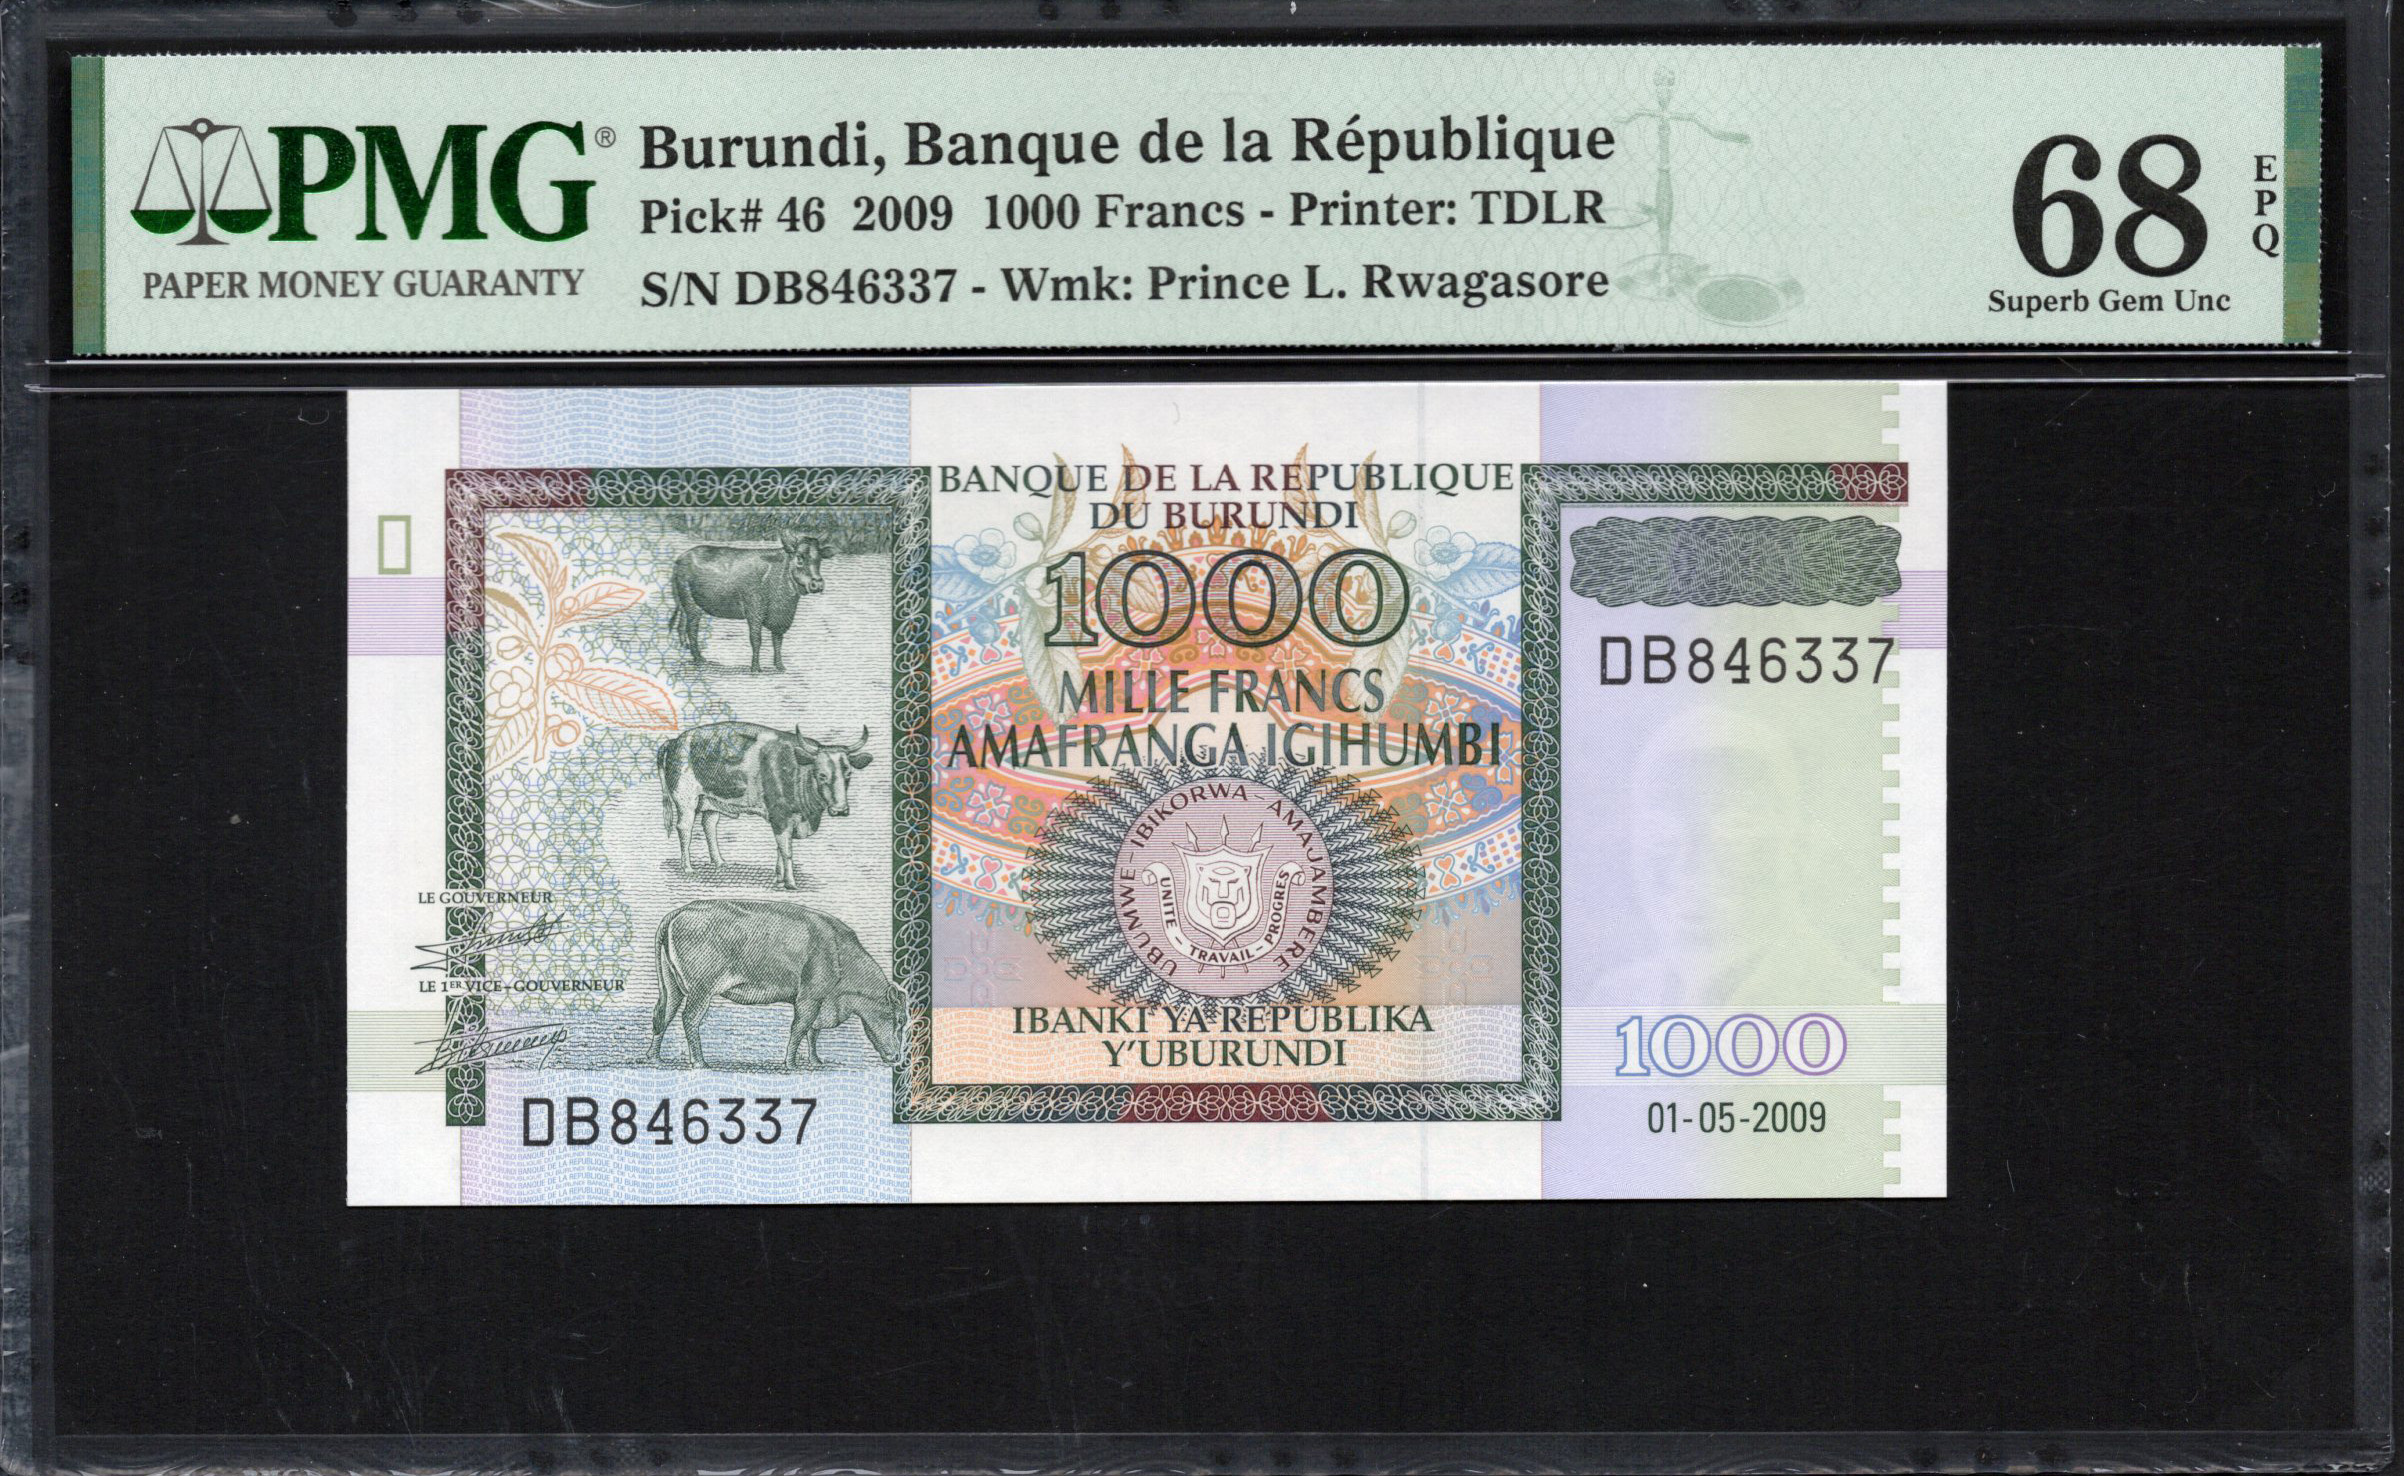 PMG®
PAPER MONEY GUARANTY
Burundi, Banque de la République
Pick# 46 2009 1000 Francs - Printer: TDLR
S/N DB846337 - Wmk: Prince L. Rwagasore
68
EPQ
Superb Gem Unc
BANQUE DE LA REPUBLIQUE
DU BURUNDI
1000
MILLE FRANCS
AMAFRANGA IGIHUMBI
DB846337
UBUMWE-IBIKORWA-AMAJAMBERE
UNITE-TRAVAIL-PROGRES
LE GOUVERNEUR
LE 1ER VICE-GOUVERNEUR
IBANKI YA REPUBLIKA
Y'UBURUNDI
1000
01-05-2009
DB846337